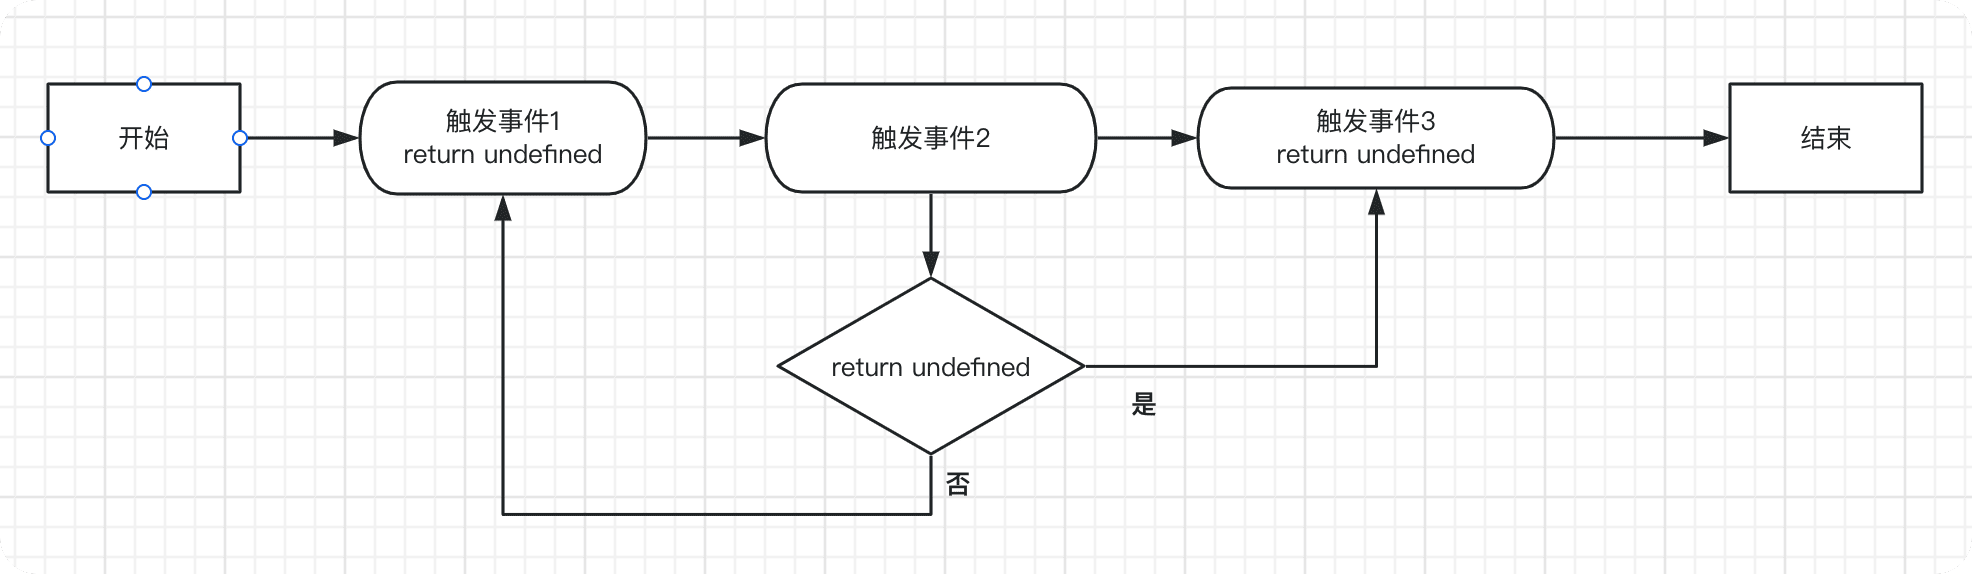 开始
触发事件1
return undefined
触发事件2
触发事件3
return undefined
结束
return undefined
是
否